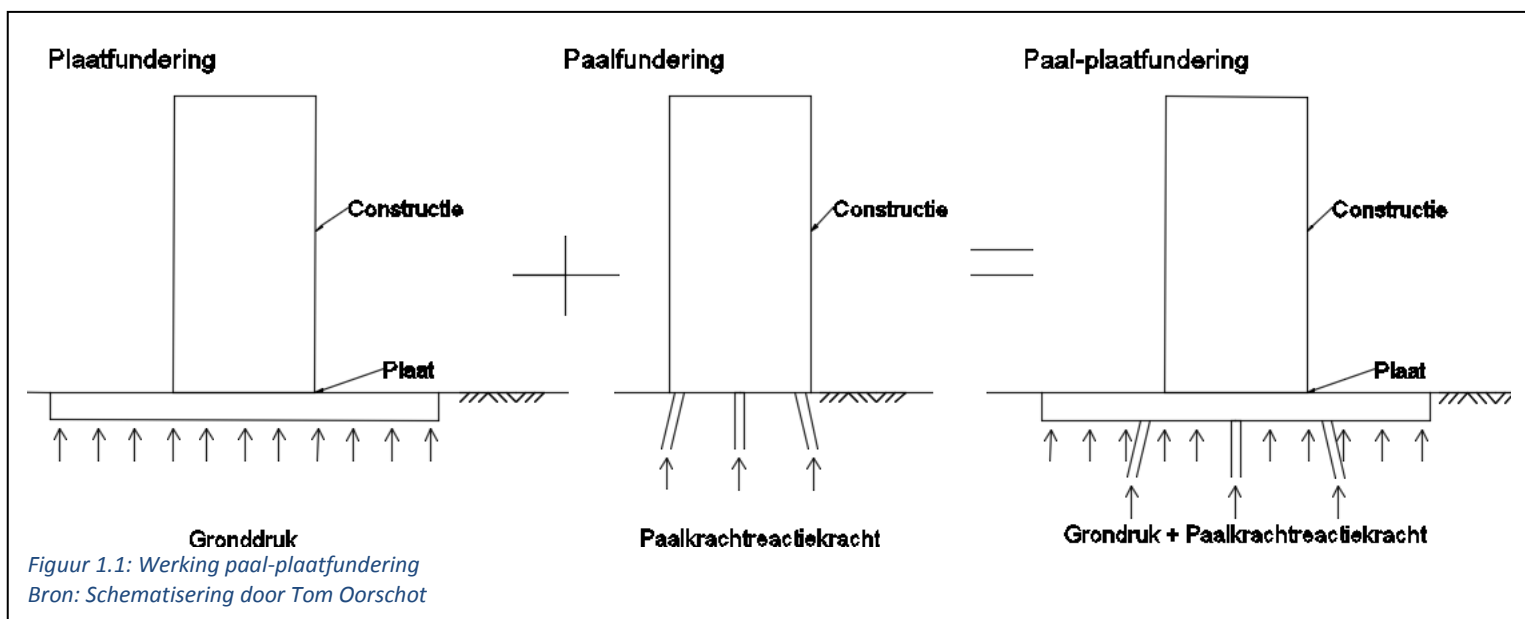 Plaatfundering
Constructie
Plaat
Gronddruk
Paalfundering
Constructie
Paalkrachtreactiekracht
Paal-plaatfundering
Constructie
Plaat
Grondruk + Paalkrachtreactiekracht
Figuur 1.1: Werking paal-plaatfundering
Bron: Schematisering door Tom Oorschot